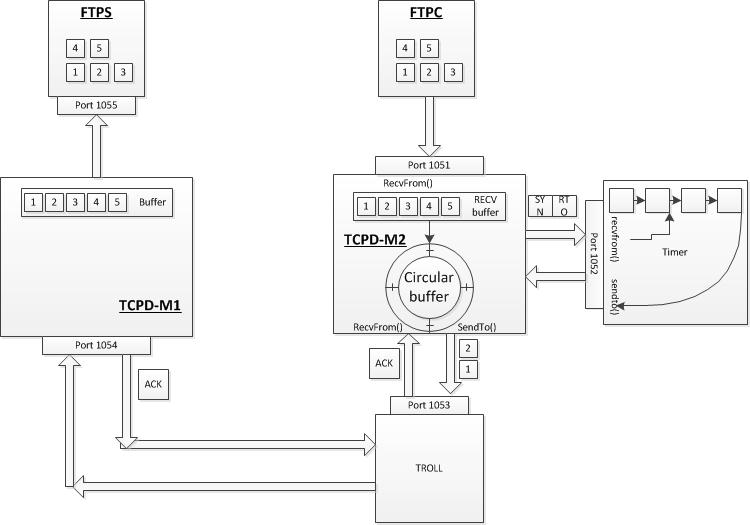 FTPS
4 5
1 2 3
Port 1055
FTPC
4 5
1 2 3
Port 1051
RecvFrom()
1 2 3 4 5 Buffer
TCPD-M1
Port 1054
ACK
1 2 3 4 5 RECV
buffer
TCPD-M2
Circular
buffer
RecvFrom() SendTo()
SY RT
N O
Port 1052
recvfrom()
Timer
sendto()
ACK
2
1
Port 1053
TROLL